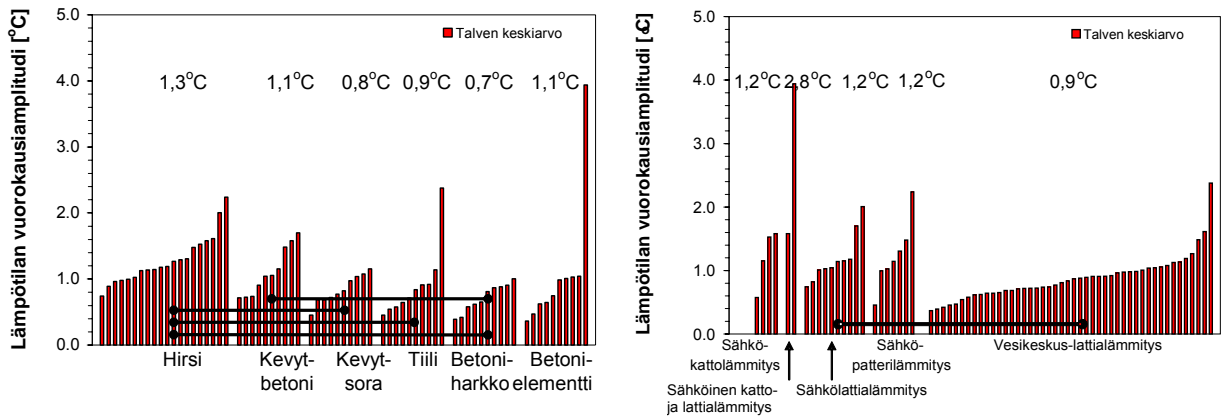 Lämpötilan vuorokausiamplitudi [°C]
5.0
4.0
3.0
2.0
1.0
0.0
Talven keskiarvo
1,3°C 1,1°C 0,8°C 0,9°C 0,7°C 1,1°C
Hirsi Kevyt- Kevyt- Tiili Betoni- Betoni-
betoni sora harkko elementti
Lämpötilan vuorokausiamplitudi [°C]
5.0
4.0
3.0
2.0
1.0
0.0
Talven keskiarvo
1,2°C 2,8°C 1,2°C 1,2°C 0,9°C
Sähkö- Sähkö- Vesikeskus-lattialämmitys
kattolämmitys patterilämmitys
Sähköinen katto- Sähkölattialämmitys
ja lattialämmitys